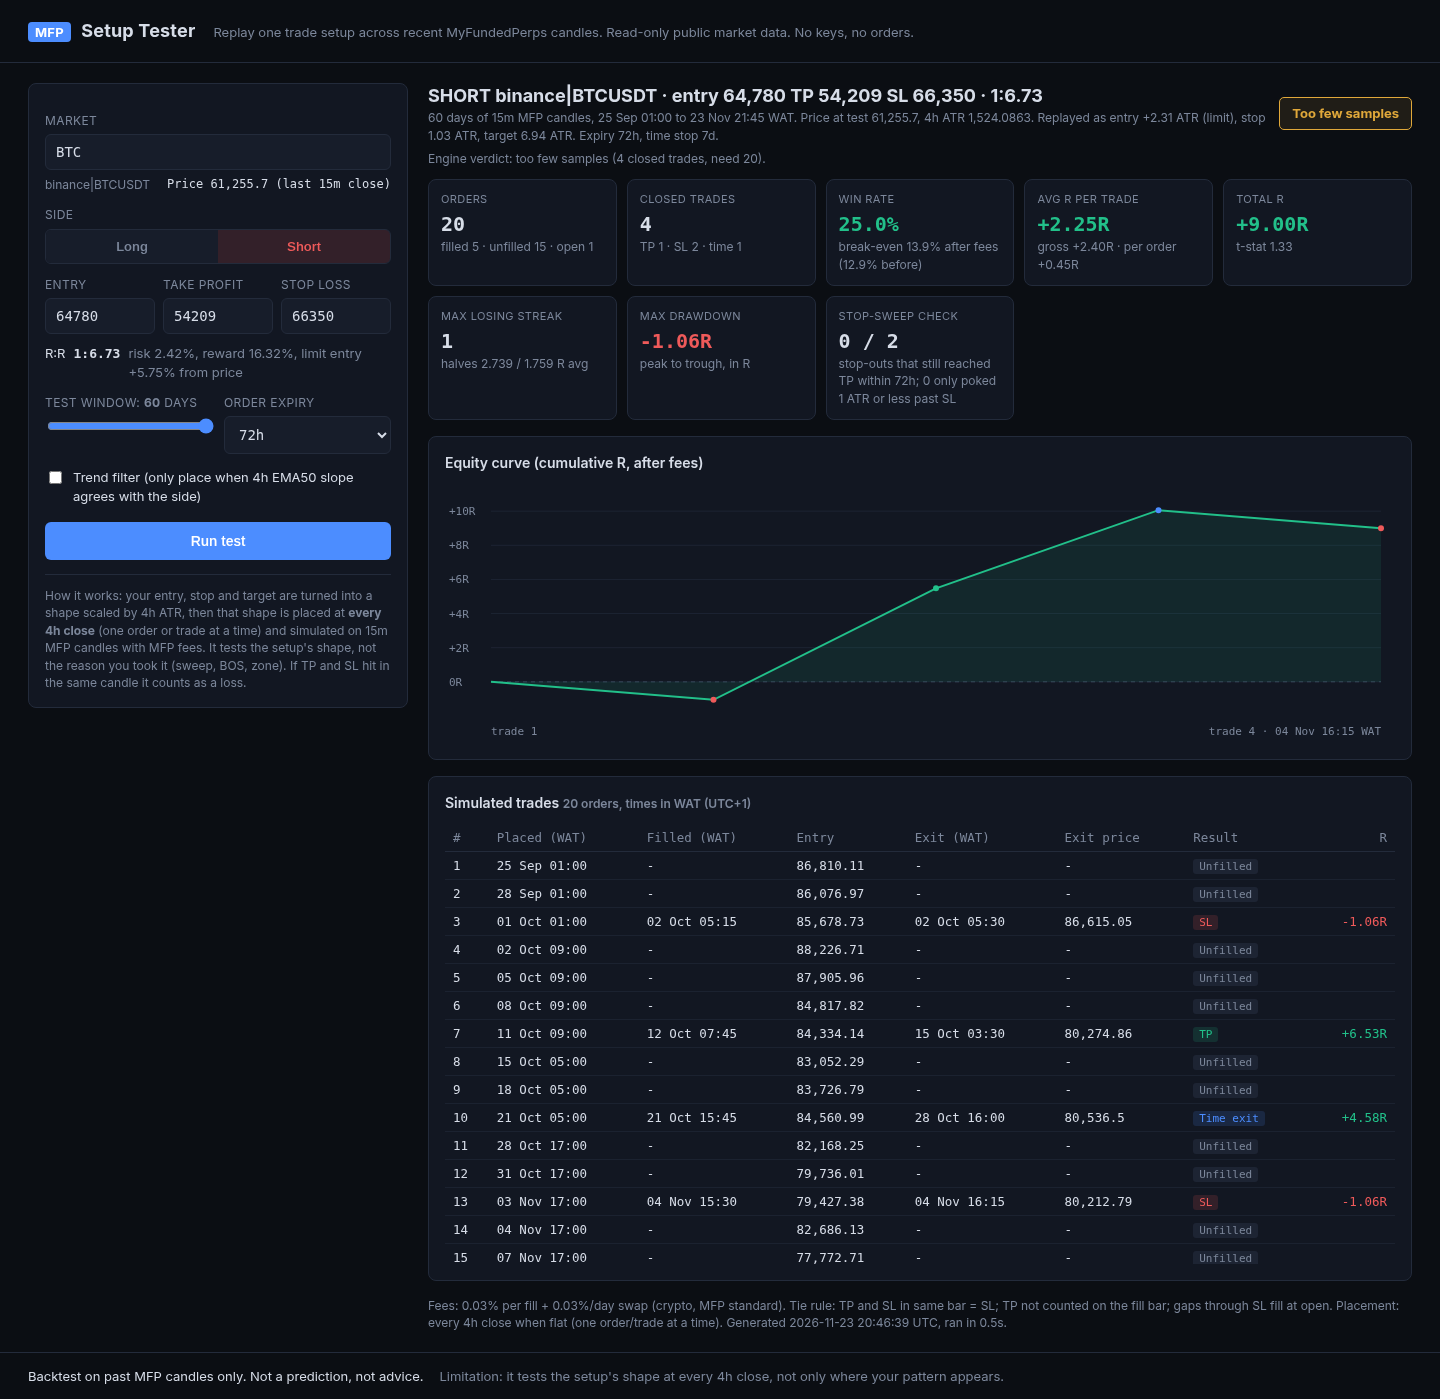 MFP Setup Tester Replay one trade setup across recent MyFundedPerps candles. Read-only public market data. No keys, no orders.
MARKET
BTC
binance|BTCUSDT Price 61,255.7 (last 15m close)
SIDE
Long Short
ENTRY TAKE PROFIT STOP LOSS
64780 54209 66350
R:R 1:6.73 risk 2.42%, reward 16.32%, limit entry
+5.75% from price
TEST WINDOW: 60 DAYS ORDER EXPIRY
72h
Trend filter (only place when 4h EMA50 slope
agrees with the side)
Run test
How it works: your entry, stop and target are turned into a
shape scaled by 4h ATR, then that shape is placed at every
4h close (one order or trade at a time) and simulated on 15m
MFP candles with MFP fees. It tests the setup's shape, not
the reason you took it (sweep, BOS, zone). If TP and SL hit in
the same candle it counts as a loss.
SHORT binance|BTCUSDT · entry 64,780 TP 54,209 SL 66,350 · 1:6.73
60 days of 15m MFP candles, 25 Sep 01:00 to 23 Nov 21:45 WAT. Price at test 61,255.7, 4h ATR 1,524.0863. Replayed as entry +2.31 ATR (limit), stop
1.03 ATR, target 6.94 ATR. Expiry 72h, time stop 7d.
Engine verdict: too few samples (4 closed trades, need 20).
Too few samples
ORDERS
20
filled 5 · unfilled 15 · open 1
CLOSED TRADES
4
TP 1 · SL 2 · time 1
WIN RATE
25.0%
break-even 13.9% after fees
(12.9% before)
AVG R PER TRADE
+2.25R
gross +2.40R · per order
+0.45R
TOTAL R
+9.00R
t-stat 1.33
MAX LOSING STREAK
1
halves 2.739 / 1.759 R avg
MAX DRAWDOWN
-1.06R
peak to trough, in R
STOP-SWEEP CHECK
0 / 2
stop-outs that still reached
TP within 72h; 0 only poked
1 ATR or less past SL
Equity curve (cumulative R, after fees)
+10R
+8R
+6R
+4R
+2R
0R
trade 1 trade 4 · 04 Nov 16:15 WAT
Simulated trades 20 orders, times in WAT (UTC+1)
# Placed (WAT) Filled (WAT) Entry Exit (WAT) Exit price Result R
1 25 Sep 01:00 - 86,810.11 - - Unfilled
2 28 Sep 01:00 - 86,076.97 - - Unfilled
3 01 Oct 01:00 02 Oct 05:15 85,678.73 02 Oct 05:30 86,615.05 SL -1.06R
4 02 Oct 09:00 - 88,226.71 - - Unfilled
5 05 Oct 09:00 - 87,905.96 - - Unfilled
6 08 Oct 09:00 - 84,817.82 - - Unfilled
7 11 Oct 09:00 12 Oct 07:45 84,334.14 15 Oct 03:30 80,274.86 TP +6.53R
8 15 Oct 05:00 - 83,052.29 - - Unfilled
9 18 Oct 05:00 - 83,726.79 - - Unfilled
10 21 Oct 05:00 21 Oct 15:45 84,560.99 28 Oct 16:00 80,536.5 Time exit +4.58R
11 28 Oct 17:00 - 82,168.25 - - Unfilled
12 31 Oct 17:00 - 79,736.01 - - Unfilled
13 03 Nov 17:00 04 Nov 15:30 79,427.38 04 Nov 16:15 80,212.79 SL -1.06R
14 04 Nov 17:00 - 82,686.13 - - Unfilled
15 07 Nov 17:00 - 77,772.71 - - Unfilled
Fees: 0.03% per fill + 0.03%/day swap (crypto, MFP standard). Tie rule: TP and SL in same bar = SL; TP not counted on the fill bar; gaps through SL fill at open. Placement:
every 4h close when flat (one order/trade at a time). Generated 2026-11-23 20:46:39 UTC, ran in 0.5s.
Backtest on past MFP candles only. Not a prediction, not advice. Limitation: it tests the setup's shape at every 4h close, not only where your pattern appears.